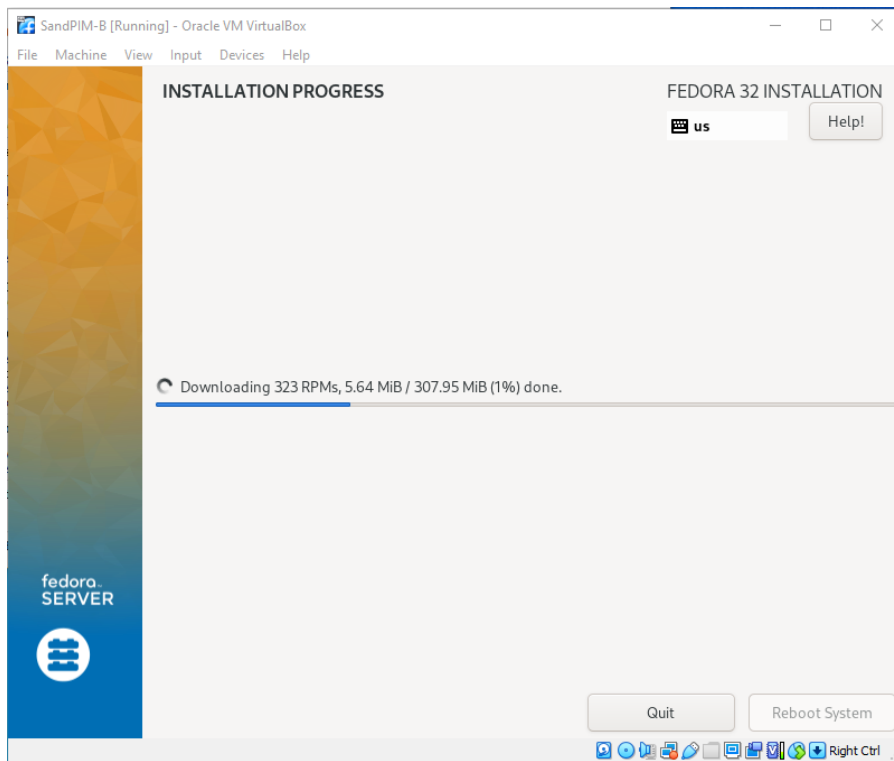 SandPIM-B [Running] - Oracle VM VirtualBox
File Machine View Input Devices Help
INSTALLATION PROGRESS
FEDORA 32 INSTALLATION
us
Help!
Downloading 323 RPMs, 5.64 MiB / 307.95 MiB (1%) done.
fedora™
SERVER
Quit
Reboot System
Right Ctrl